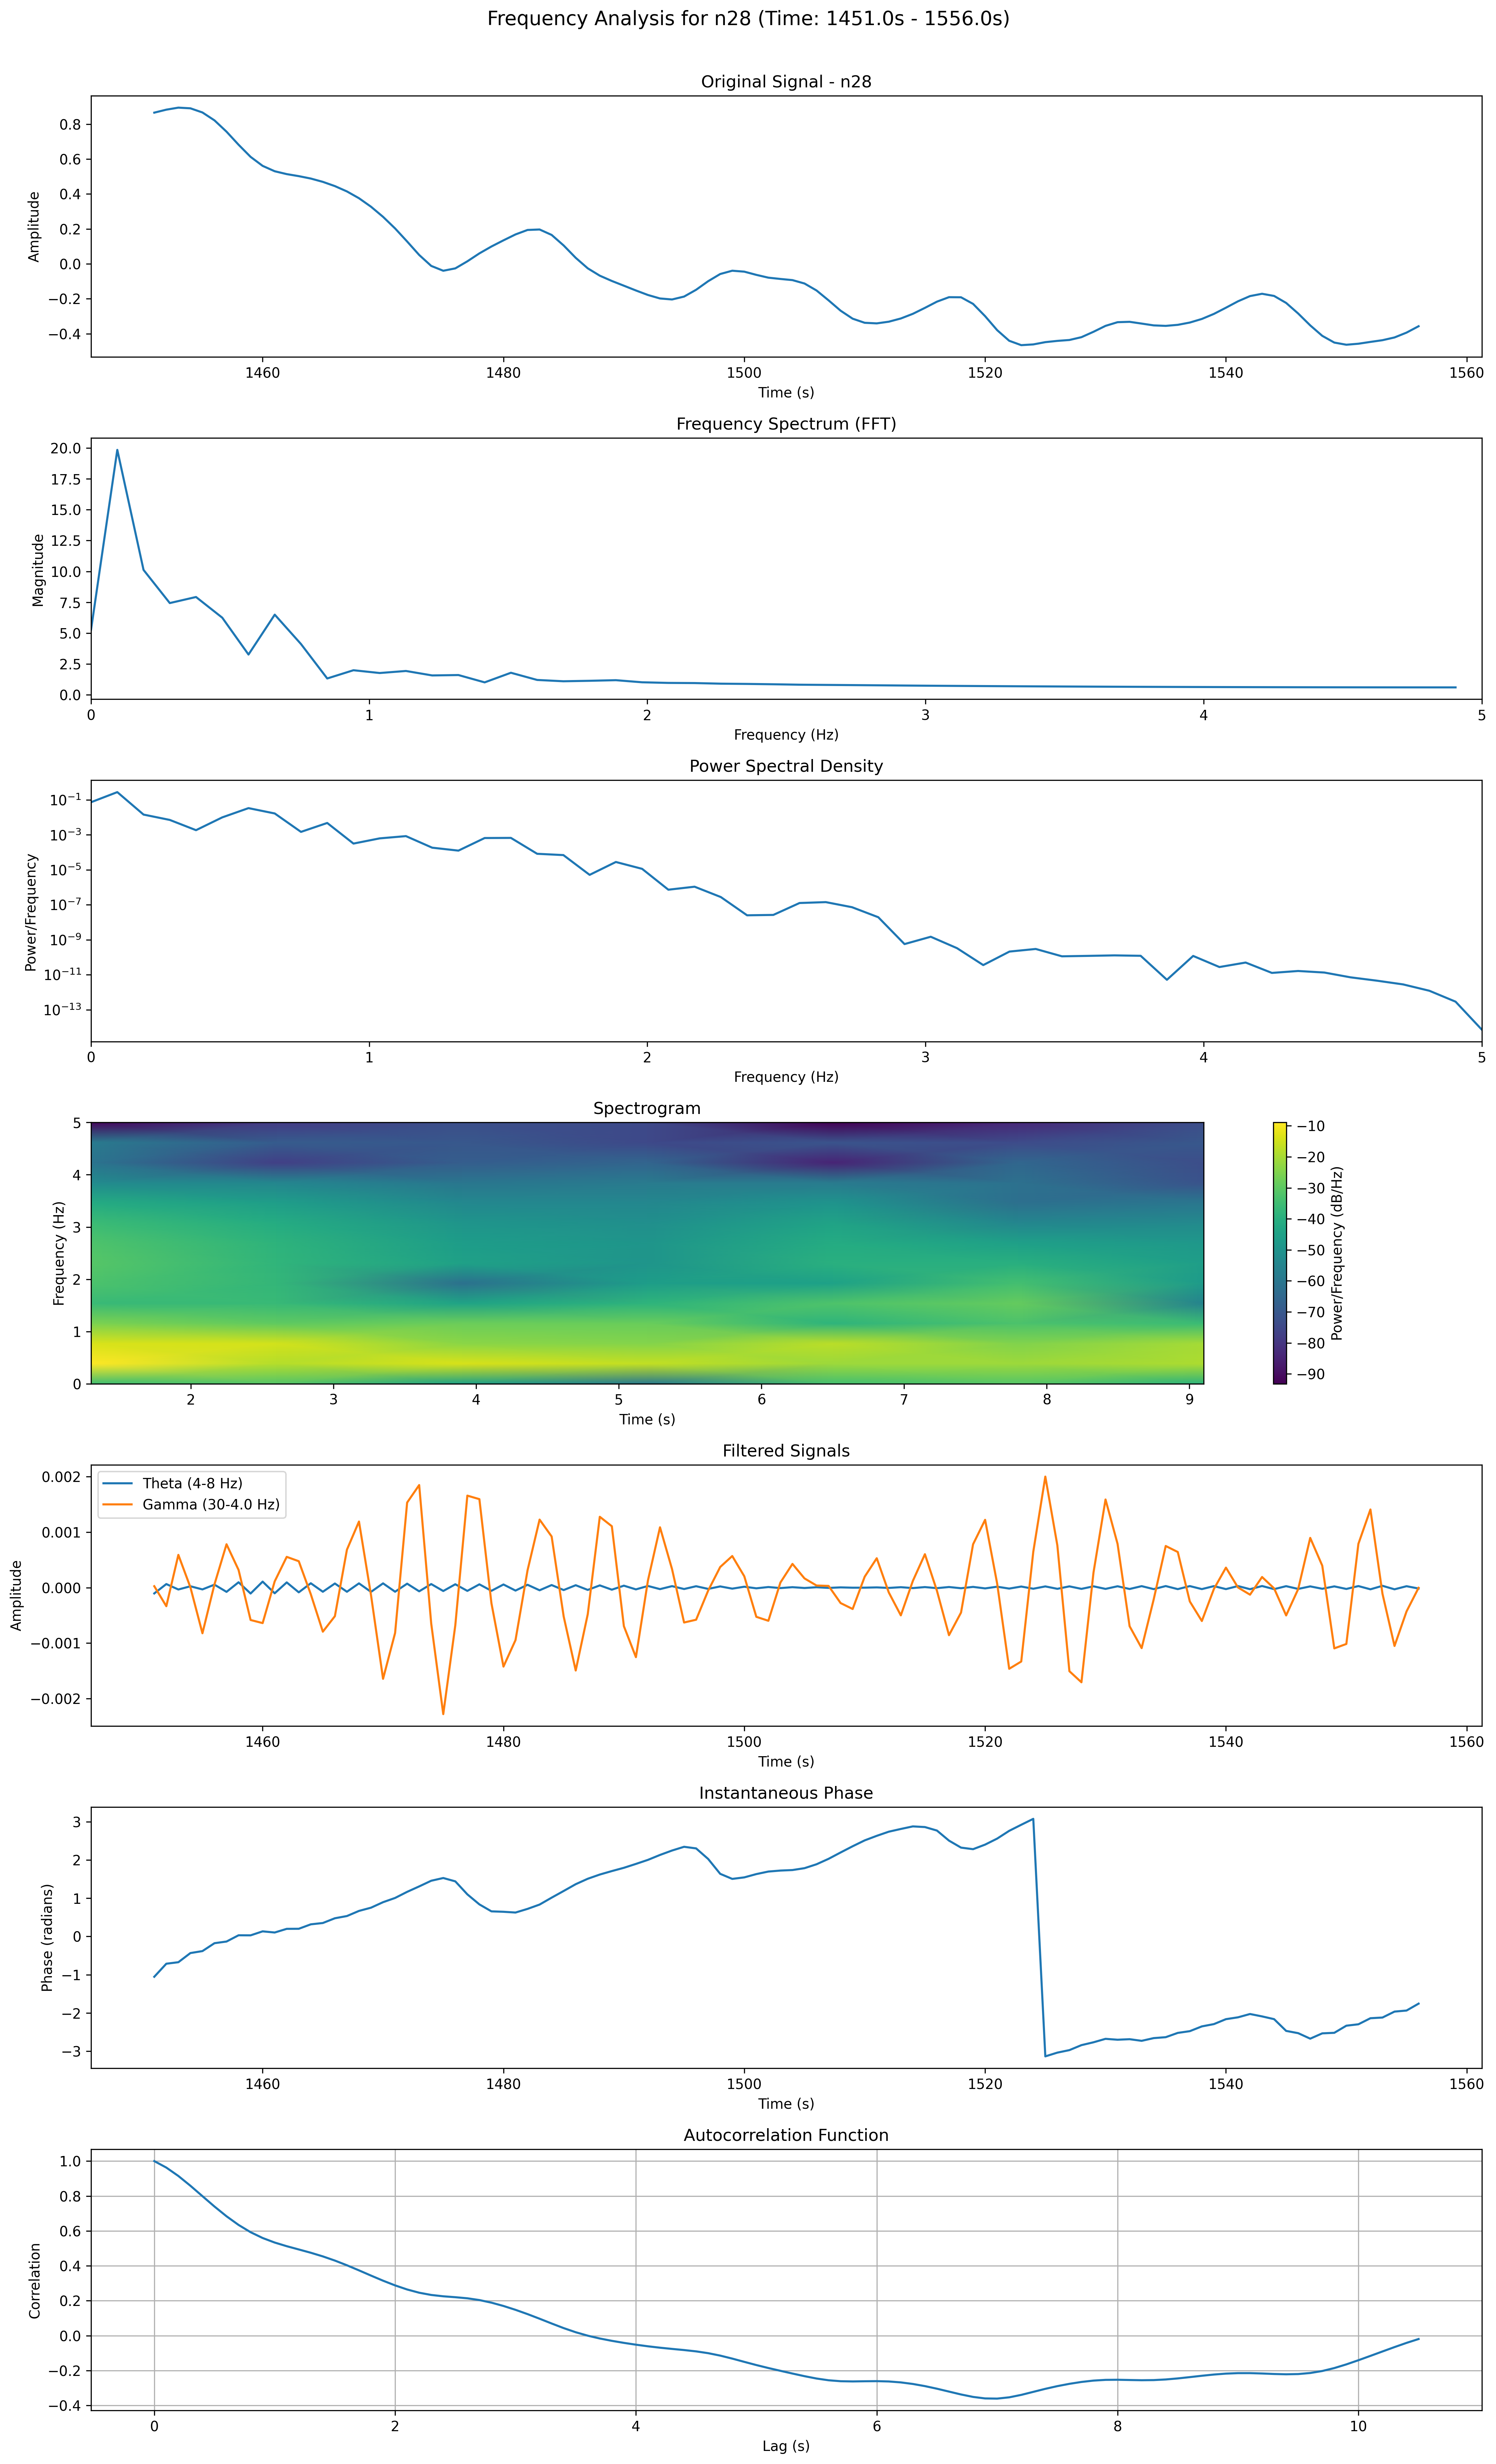 Frequency Analysis for n28 (Time: 1451.0s - 1556.0s)
Original Signal - n28
Amplitude
0.8
0.6
0.4
0.2
0.0
−0.2
−0.4
1460 1480 1500 1520 1540 1560
Time (s)
Frequency Spectrum (FFT)
Magnitude
20.0
17.5
15.0
12.5
10.0
7.5
5.0
2.5
0.0
0 1 2 3 4 5
Frequency (Hz)
Power Spectral Density
Power/Frequency
10⁻¹
10⁻³
10⁻⁵
10⁻⁷
10⁻⁹
10⁻¹¹
10⁻¹³
0 1 2 3 4 5
Frequency (Hz)
Spectrogram
Frequency (Hz)
5
4
3
2
1
0
2 3 4 5 6 7 8 9
Time (s)
−10
−20
−30
−40
−50
−60
−70
−80
−90
Power/Frequency (dB/Hz)
Filtered Signals
Theta (4-8 Hz)
Gamma (30-4.0 Hz)
Amplitude
0.002
0.001
0.000
−0.001
−0.002
1460 1480 1500 1520 1540 1560
Time (s)
Instantaneous Phase
Phase (radians)
3
2
1
0
−1
−2
−3
1460 1480 1500 1520 1540 1560
Time (s)
Autocorrelation Function
Correlation
1.0
0.8
0.6
0.4
0.2
0.0
−0.2
−0.4
0 2 4 6 8 10
Lag (s)